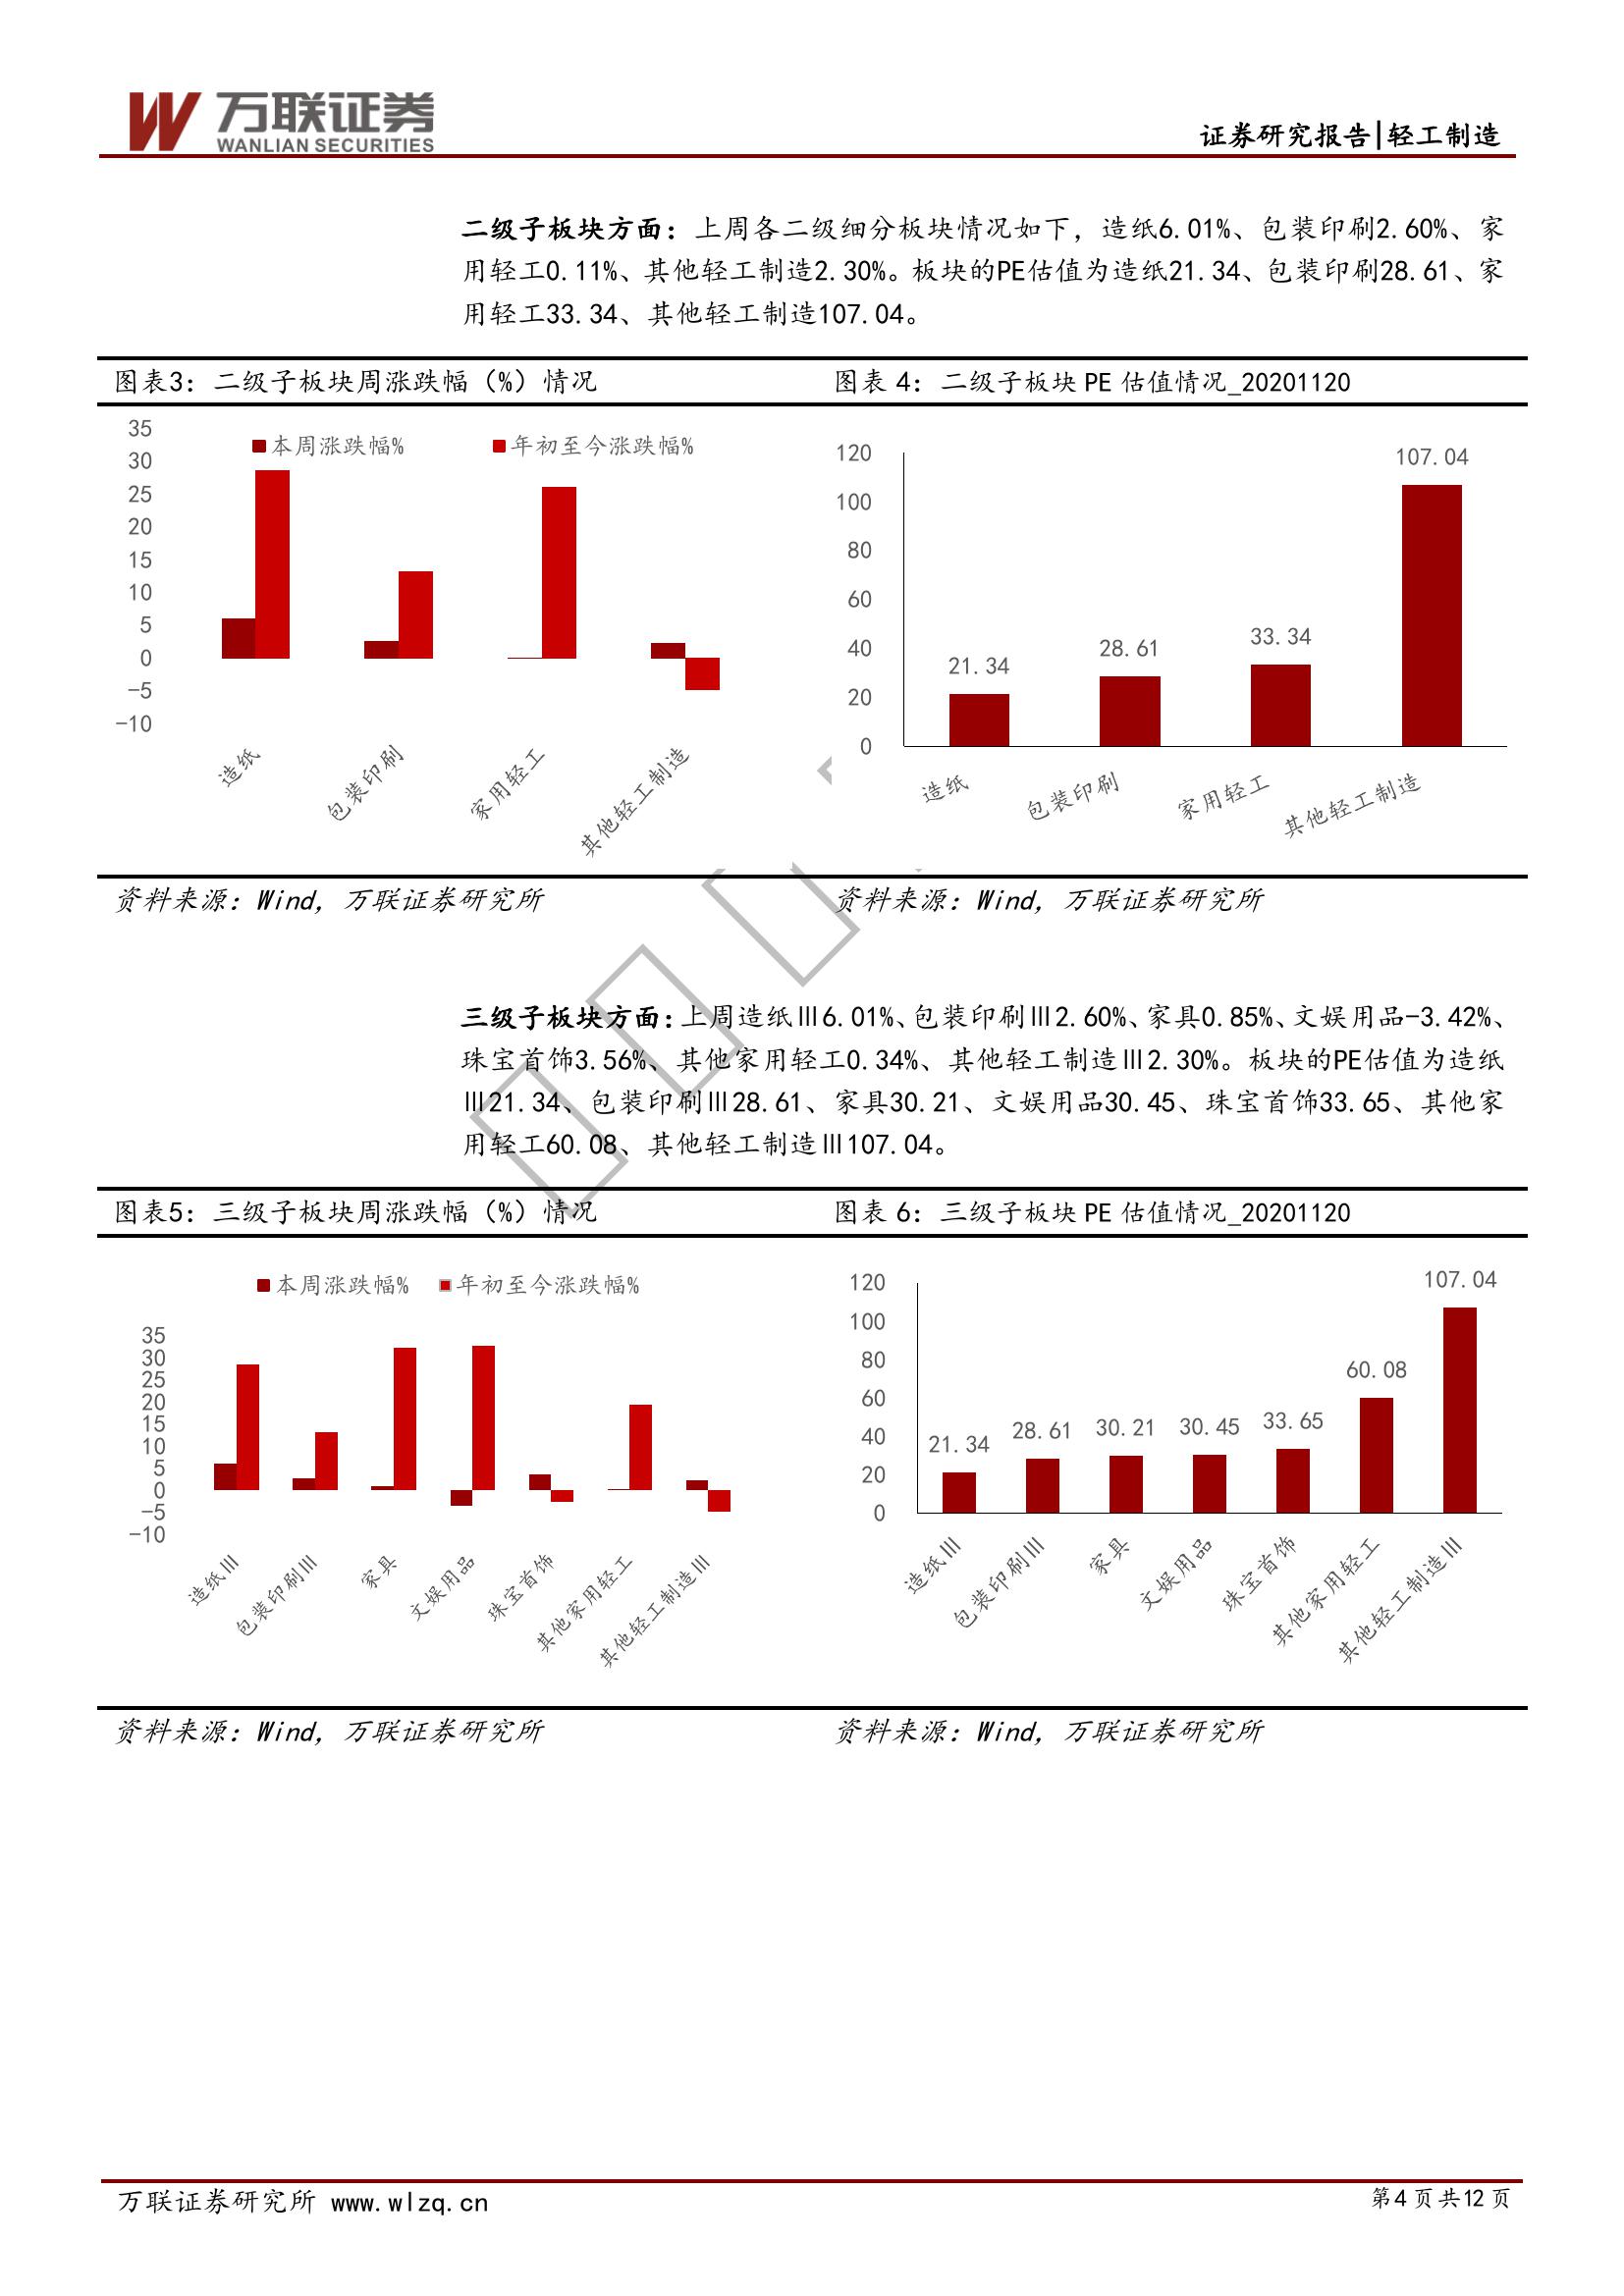 万联证券
WANLIAN SECURITIES
证券研究报告|轻工制造
二级子板块方面：上周各二级细分板块情况如下，造纸6.01%、包装印刷2.60%、家
用轻工0.11%、其他轻工制造2.30%。板块的PE估值为造纸21.34、包装印刷28.61、家
用轻工33.34、其他轻工制造107.04。
图表3：二级子板块周涨跌幅（%）情况
35
30
25
20
15
10
5
0
-5
-10
本周涨跌幅%
年初至今涨跌幅%
造纸
包装印刷
家用轻工
其他轻工制造
图表 4：二级子板块 PE 估值情况_20201120
120
100
80
60
40
20
0
21.34
28.61
33.34
107.04
造纸
包装印刷
家用轻工
其他轻工制造
资料来源：Wind，万联证券研究所
资料来源：Wind，万联证券研究所
三级子板块方面：上周造纸Ⅲ6.01%、包装印刷Ⅲ2.60%、家具0.85%、文娱用品-3.42%、
珠宝首饰3.56%、其他家用轻工0.34%、其他轻工制造Ⅲ2.30%。板块的PE估值为造纸
Ⅲ21.34、包装印刷Ⅲ28.61、家具30.21、文娱用品30.45、珠宝首饰33.65、其他家
用轻工60.08、其他轻工制造Ⅲ107.04。
图表5：三级子板块周涨跌幅（%）情况
本周涨跌幅%
年初至今涨跌幅%
35
30
25
20
15
10
5
0
-5
-10
造纸Ⅲ
包装印刷Ⅲ
家具
文娱用品
珠宝首饰
其他家用轻工
其他轻工制造Ⅲ
图表 6：三级子板块 PE 估值情况_20201120
120
100
80
60
40
20
0
21.34
28.61
30.21
30.45
33.65
60.08
107.04
造纸Ⅲ
包装印刷Ⅲ
家具
文娱用品
珠宝首饰
其他家用轻工
其他轻工制造Ⅲ
资料来源：Wind，万联证券研究所
资料来源：Wind，万联证券研究所
万联证券研究所 www.wlzq.cn
第4 页 共12 页